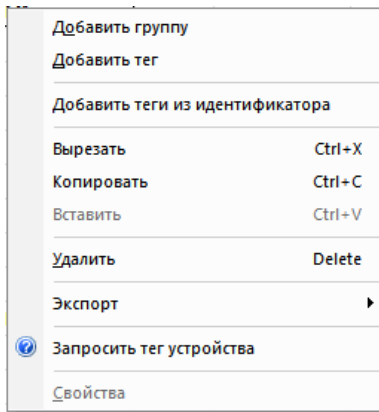 Добавить группу
Добавить тег
Добавить теги из идентификатора
Вырезать Ctrl+X
Копировать Ctrl+C
Вставить Ctrl+V
Удалить Delete
Экспорт
Запросить тег устройства
Свойства